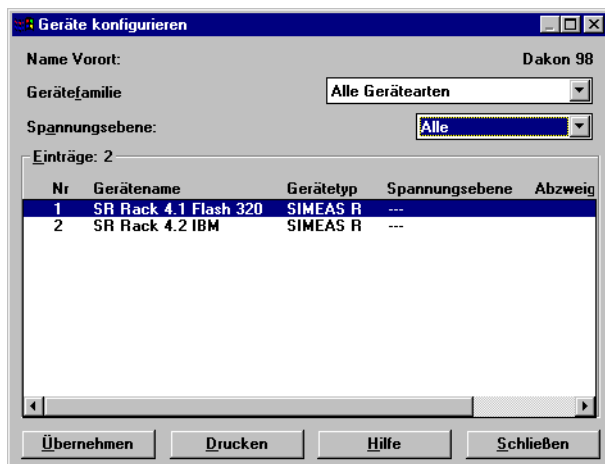 Geräte konfigurieren
Name Vorort: Dakon 98
Gerätefamilie Alle Gerätearten
Spannungsebene: Alle
Einträge: 2
Nr Gerätename Gerätetyp Spannungsebene Abzweig
1 SR Rack 4.1 Flash 320 SIMEAS R ---
2 SR Rack 4.2 IBM SIMEAS R ---
Übernehmen Drucken Hilfe Schließen